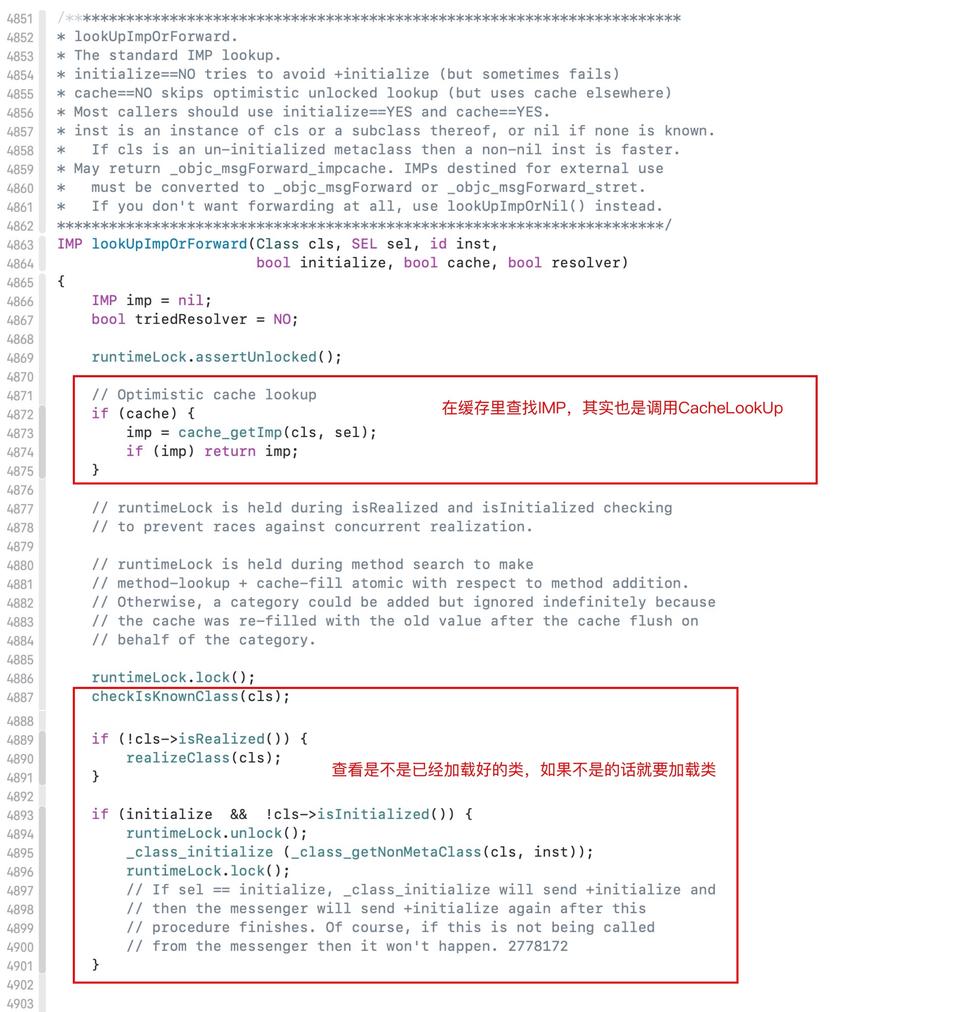 4851 /*********************************************************************** 
4852 * lookUpImpOrForward.
4853 * The standard IMP lookup.
4854 * initialize==NO tries to avoid +initialize (but sometimes fails)
4855 * cache==NO skips optimistic unlocked lookup (but uses cache elsewhere)
4856 * Most callers should use initialize==YES and cache==YES.
4857 * inst is an instance of cls or a subclass thereof, or nil if none is known.
4858 *   If cls is an un-initialized metaclass then a non-nil inst is faster.
4859 * May return _objc_msgForward_impcache. IMPs destined for external use
4860 *   must be converted to _objc_msgForward or _objc_msgForward_stret.
4861 *   If you don't want forwarding at all, use lookUpImpOrNil() instead.
4862 **********************************************************************/
4863 IMP lookUpImpOrForward(Class cls, SEL sel, id inst,
4864                        bool initialize, bool cache, bool resolver)
4865 {
4866     IMP imp = nil;
4867     bool triedResolver = NO;
4868
4869     runtimeLock.assertUnlocked();
4870
4871     // Optimistic cache lookup
4872     if (cache) {
在缓存里查找IMP，其实也是调用CacheLookUp
4873         imp = cache_getImp(cls, sel);
4874         if (imp) return imp;
4875     }
4876
4877     // runtimeLock is held during isRealized and isInitialized checking
4878     // to prevent races against concurrent realization.
4879
4880     // runtimeLock is held during method search to make
4881     // method-lookup + cache-fill atomic with respect to method addition.
4882     // Otherwise, a category could be added but ignored indefinitely because
4883     // the cache was re-filled with the old value after the cache flush on
4884     // behalf of the category.
4885
4886     runtimeLock.lock();
4887     checkIsKnownClass(cls);
4888
4889     if (!cls->isRealized()) {
4890         realizeClass(cls);
4891     }
查看是不是已经加载好的类，如果不是的话就要加载类
4892
4893     if (initialize  &&  !cls->isInitialized()) {
4894         runtimeLock.unlock();
4895         _class_initialize (_class_getNonMetaClass(cls, inst));
4896         runtimeLock.lock();
4897         // If sel == initialize, _class_initialize will send +initialize and
4898         // then the messenger will send +initialize again after this
4899         // procedure finishes. Of course, if this is not being called
4900         // from the messenger then it won't happen. 2778172
4901     }
4902
4903